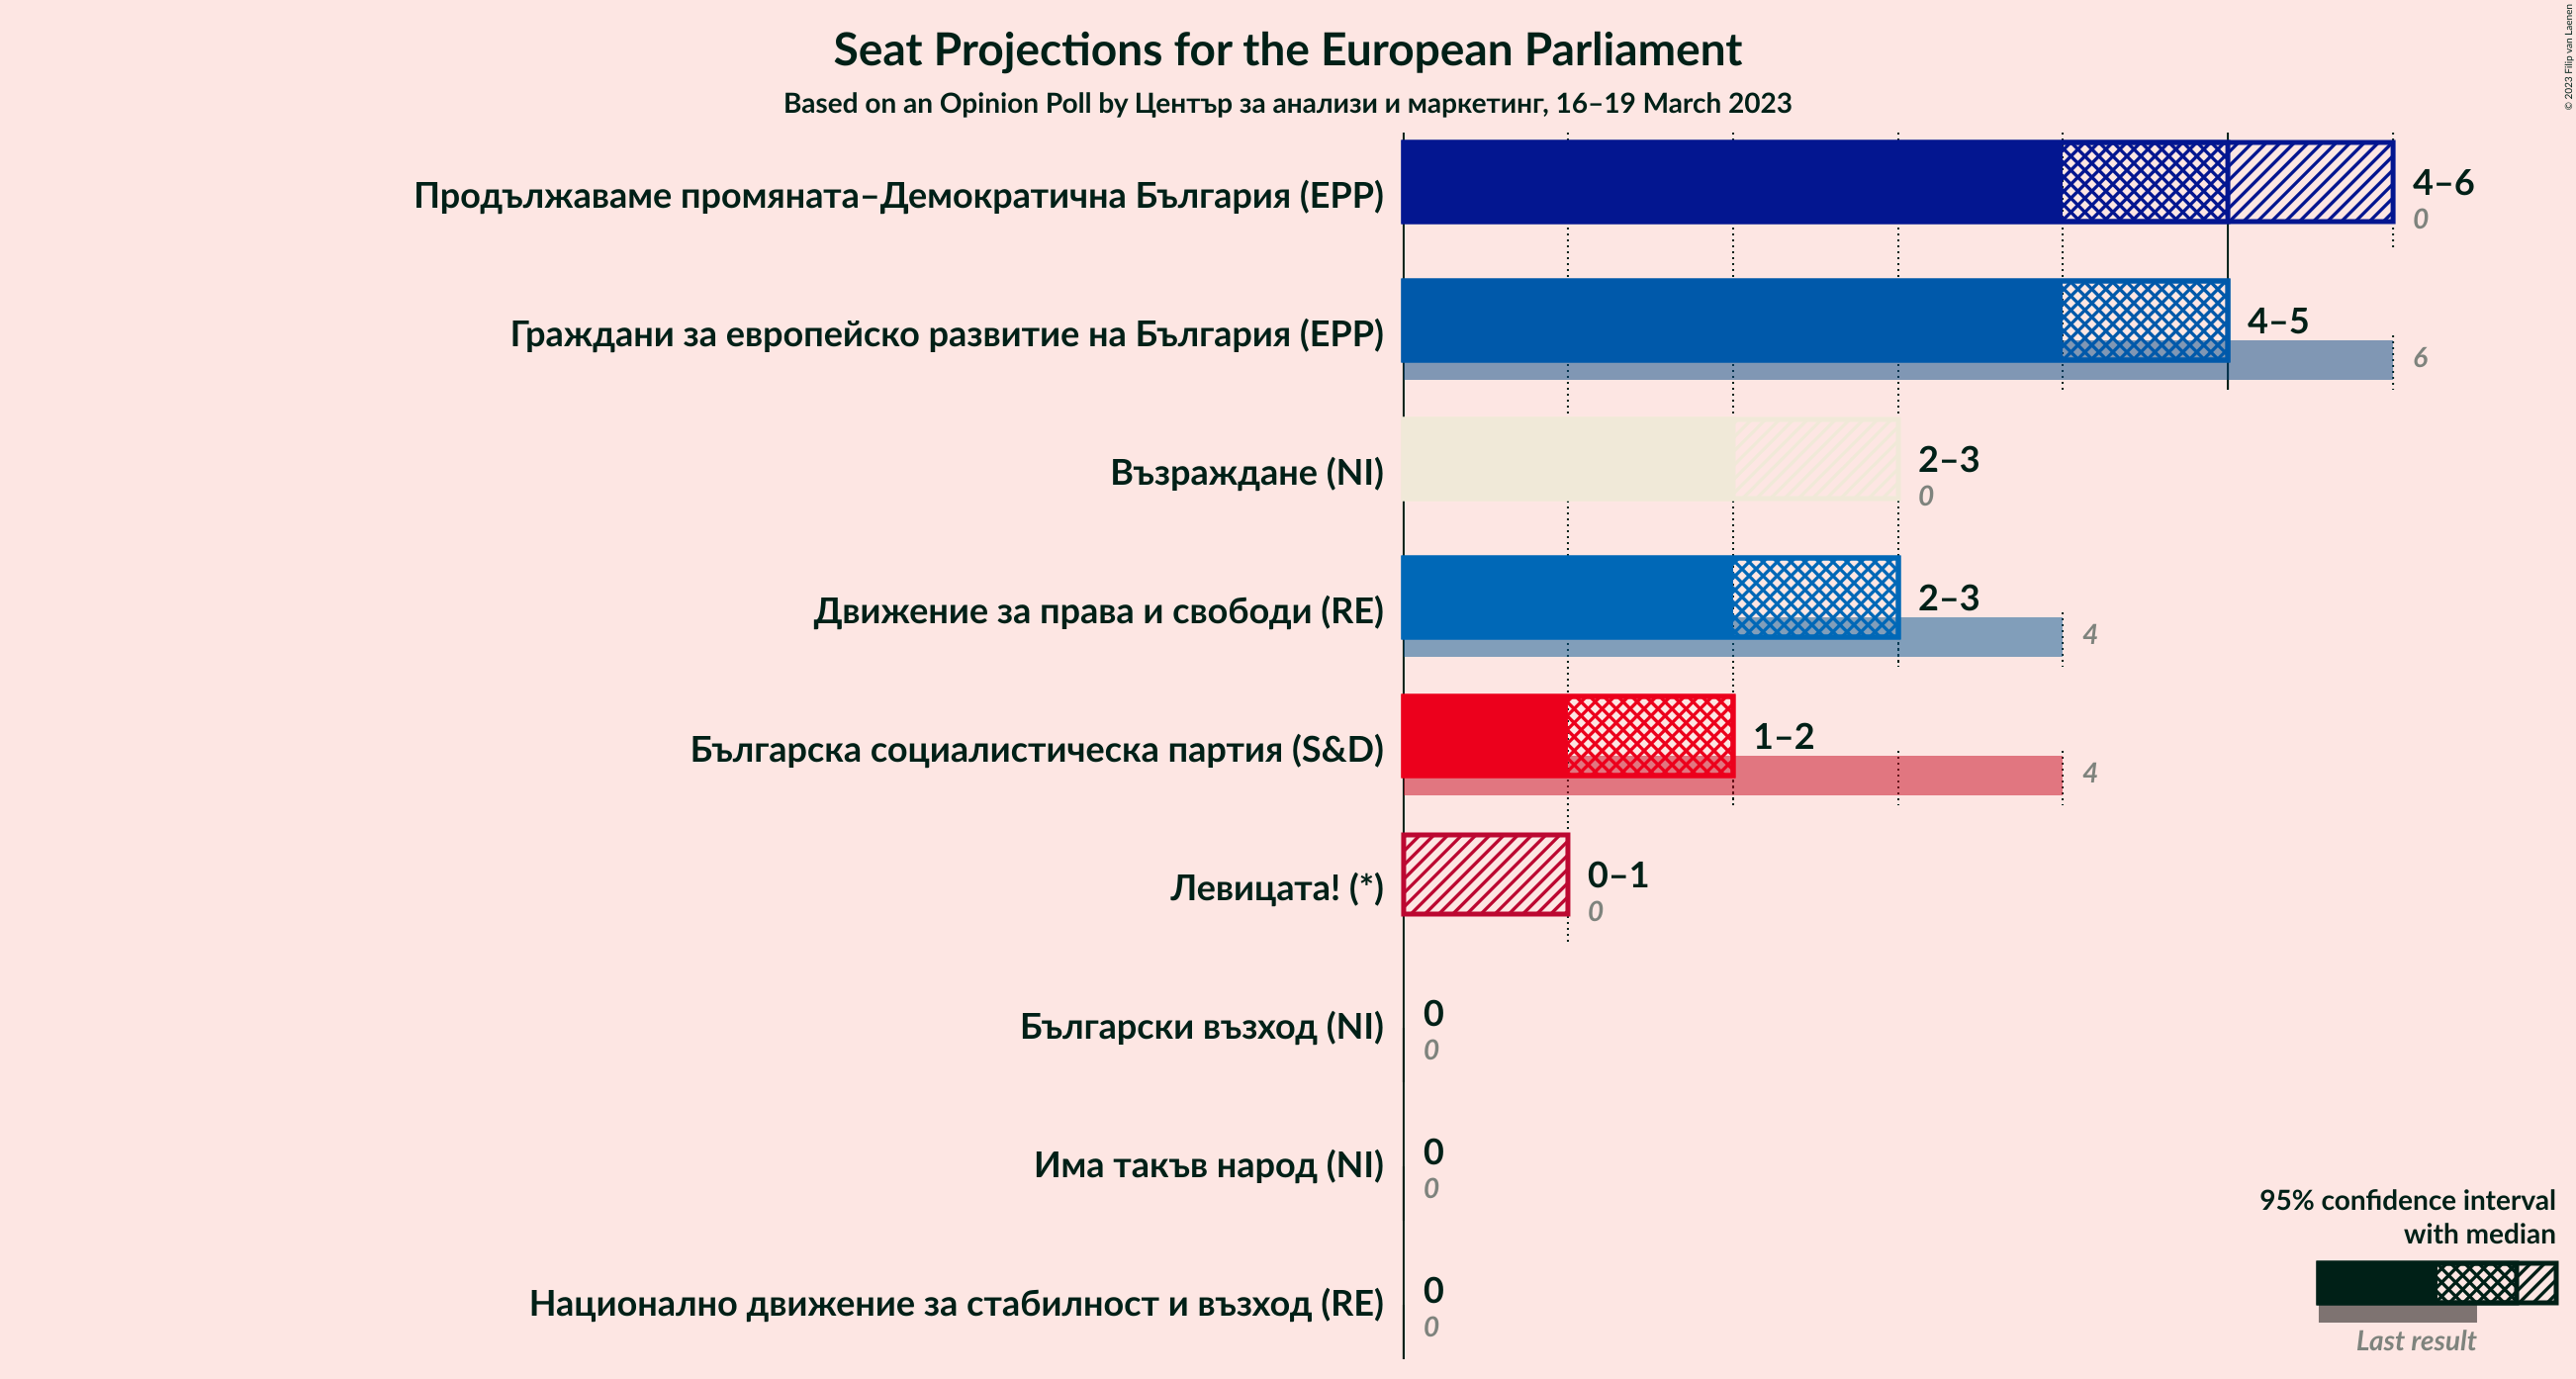 Seat Projections for the European Parliament
Based on an Opinion Poll by Център за анализи и маркетинг, 16–19 March 2023
© 2023 Filip van Laenen
Продължаваме промяната–Демократична България (EPP)
4–6
0
Граждани за европейско развитие на България (EPP)
4–5
6
Възраждане (NI)
2–3
0
Движение за права и свободи (RE)
2–3
4
Българска социалистическа партия (S&D)
1–2
4
Левицата! (*)
0–1
0
Български възход (NI)
0
0
Има такъв народ (NI)
0
0
Национално движение за стабилност и възход (RE)
0
0
95% confidence interval
with median
Last result